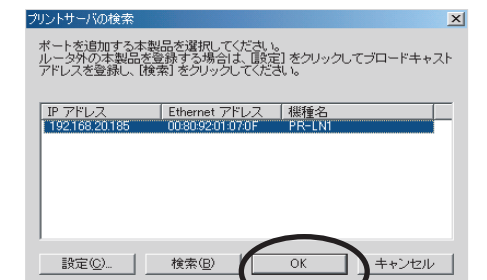 プリントサーバの検索
ポートを追加する本製品を選択してください。
ルータ外の本製品を登録する場合は、[設定] をクリックしてブロードキャスト
アドレスを登録し、[検索] をクリックしてください。
IP アドレス Ethernet アドレス 機種名
192.168.20.185 00:80:92:01:07:0F PR-LN1
設定(C)... 検索(B) OK キャンセル